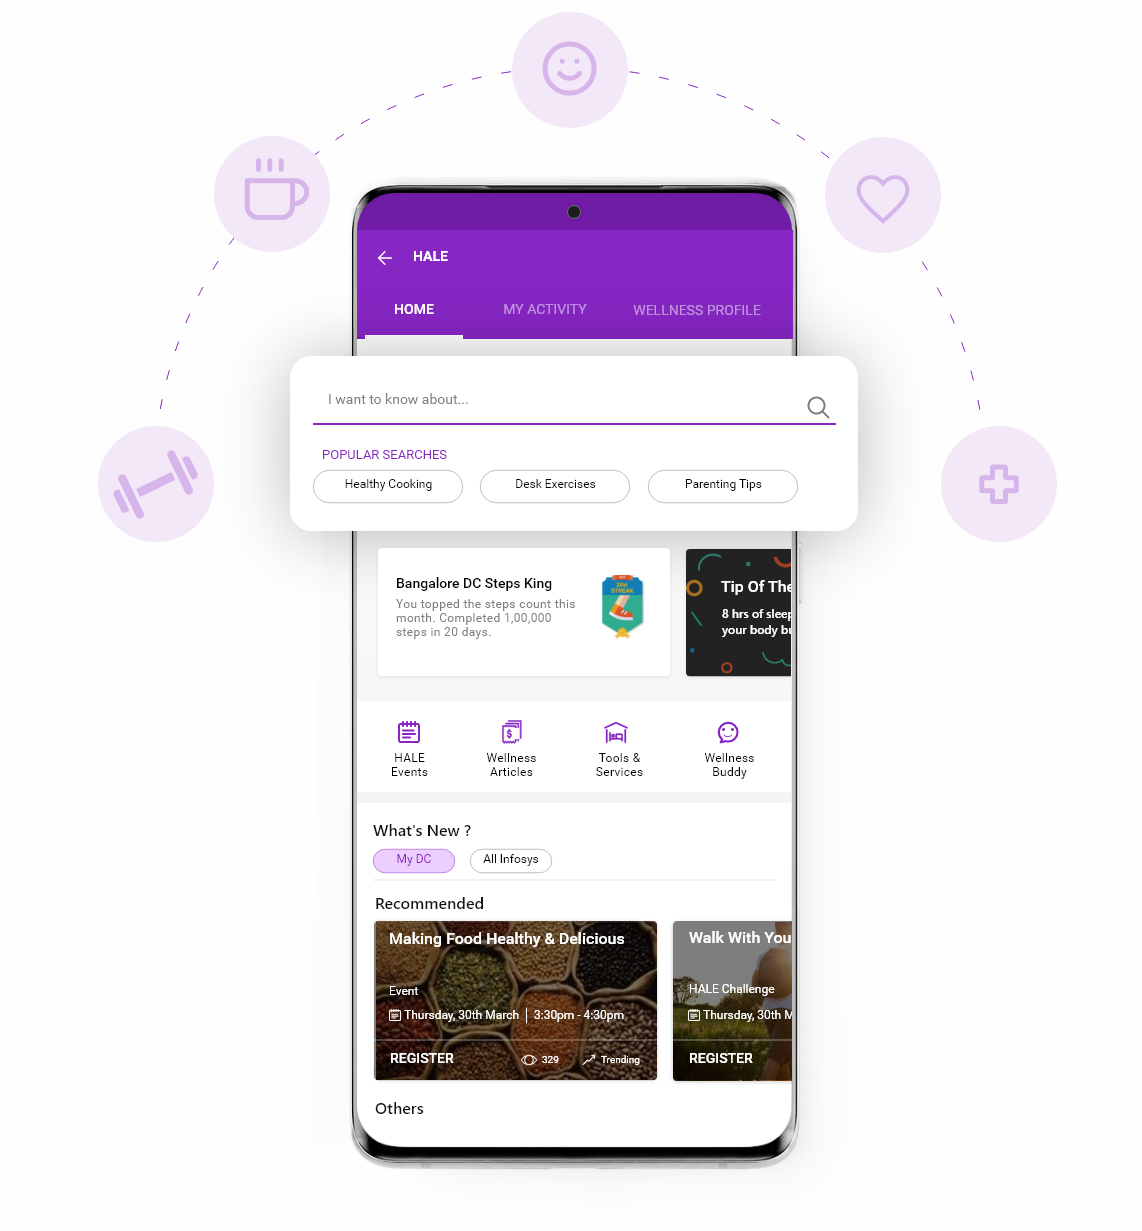 HALE
HOME
MY ACTIVITY
WELLNESS PROFILE
I want to know about...
POPULAR SEARCHES
Healthy Cooking
Desk Exercises
Parenting Tips
Bangalore DC Steps King
You topped the steps count this
month. Completed 1,00,000
steps in 20 days.
20d
STREAK
Tip Of The
8 hrs of sleep
your body bu
HALE
Events
Wellness
Articles
Tools &
Services
Wellness
Buddy
What's New ?
My DC
All Infosys
Recommended
Making Food Healthy & Delicious
Event
Thursday, 30th March
3:30pm - 4:30pm
REGISTER
329
Trending
Walk With You
HALE Challenge
Thursday, 30th M
REGISTER
Others